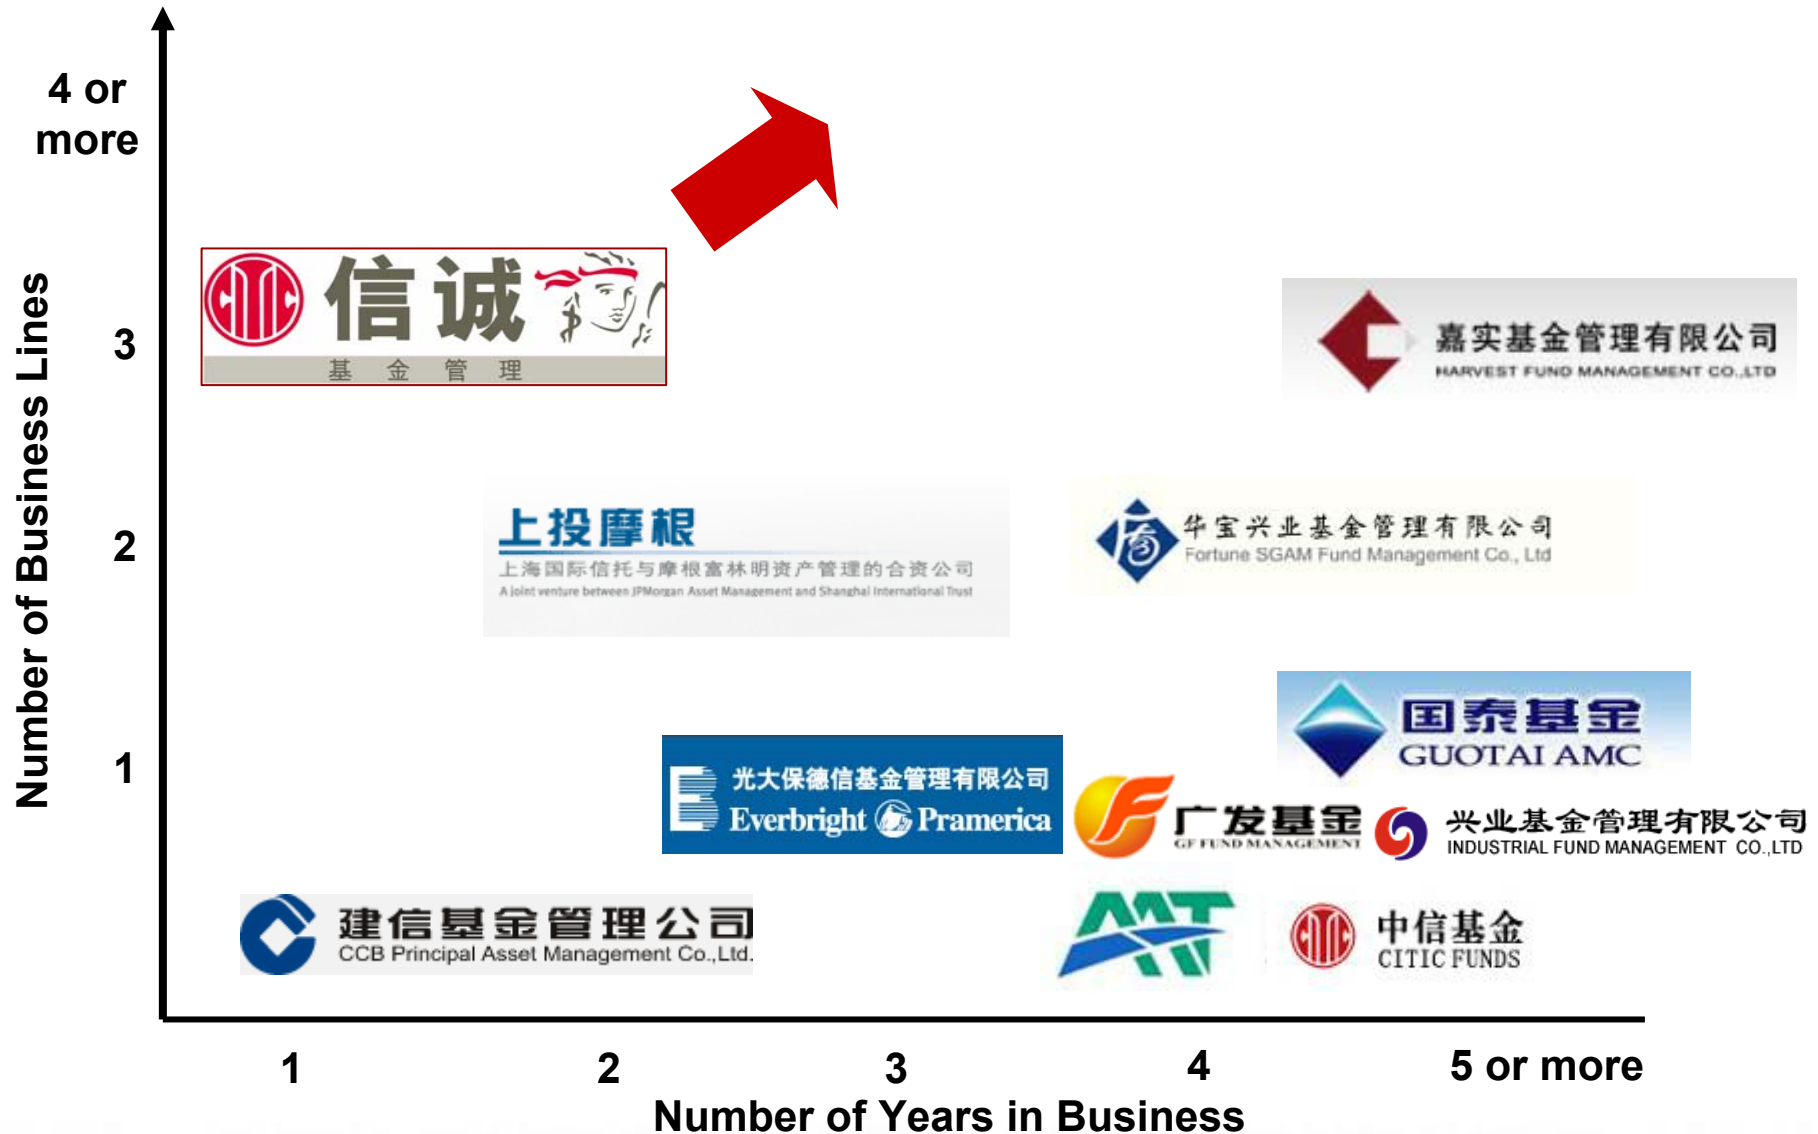 4 or
more
3
2
1
Number of Business Lines
信诚
基金管理
嘉实基金管理有限公司
HARVEST FUND MANAGEMENT CO.,LTD
上投摩根
上海国际信托与摩根富林明资产管理的合资公司
A joint venture between JPMorgan Asset Management and Shanghai International Trust
华宝兴业基金管理有限公司
Fortune SGAM Fund Management Co., Ltd
国泰基金
GUOTAI AMC
光大保德信基金管理有限公司
Everbright Pramerica
广发基金
GF FUND MANAGEMENT
兴业基金管理有限公司
INDUSTRIAL FUND MANAGEMENT CO.,LTD
建信基金管理公司
CCB Principal Asset Management Co.,Ltd.
中信基金
CITIC FUNDS
1
2
3
4
5 or more
Number of Years in Business